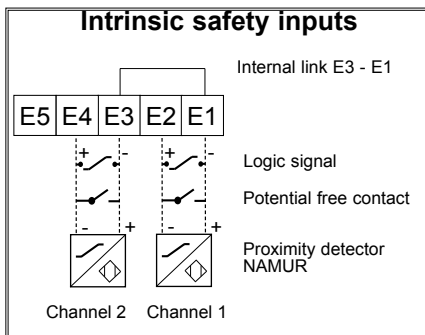 Intrinsic safety inputs
Internal link E3 - E1
E5 E4 E3 E2 E1
+ - + -
Logic signal
Potential free contact
- + - +
Proximity detector
NAMUR
Channel 2 Channel 1